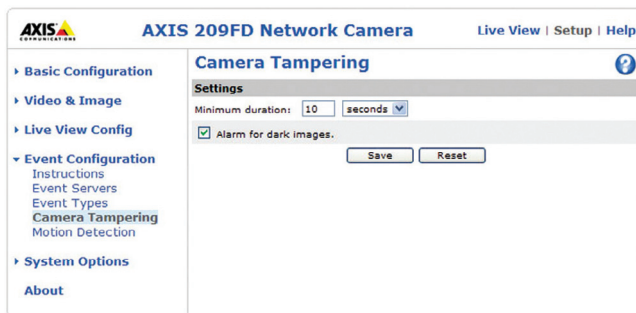 AXIS
COMMUNICATIONS
AXIS 209FD Network Camera
Live View | Setup | Help
Basic Configuration
Video & Image
Live View Config
Event Configuration
Instructions
Event Servers
Event Types
Camera Tampering
Motion Detection
System Options
About
Camera Tampering
?
Settings
Minimum duration: 10 seconds
Alarm for dark images.
Save Reset